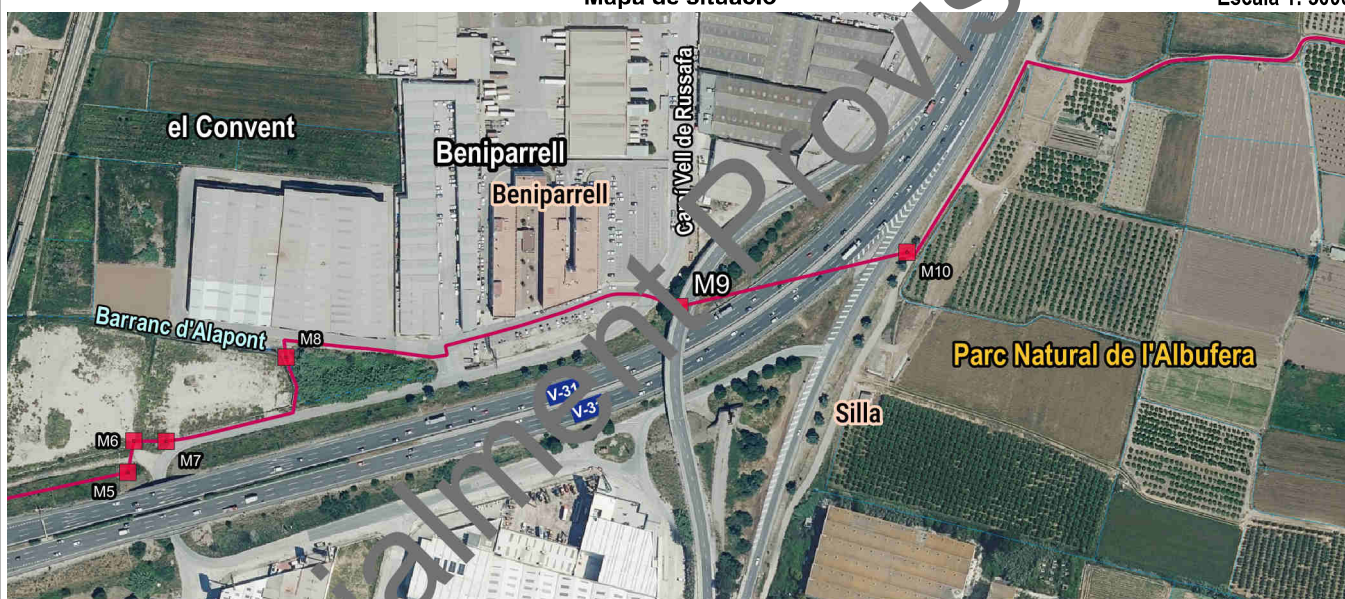 Mapa de situació
el Convent
Beniparrell
Beniparrell
Camí Vell de Russafa
M9
M10
Barranc d'Alapont
M8
Parc Natural de l'Albufera
V-31
Silla
M6
M7
M5